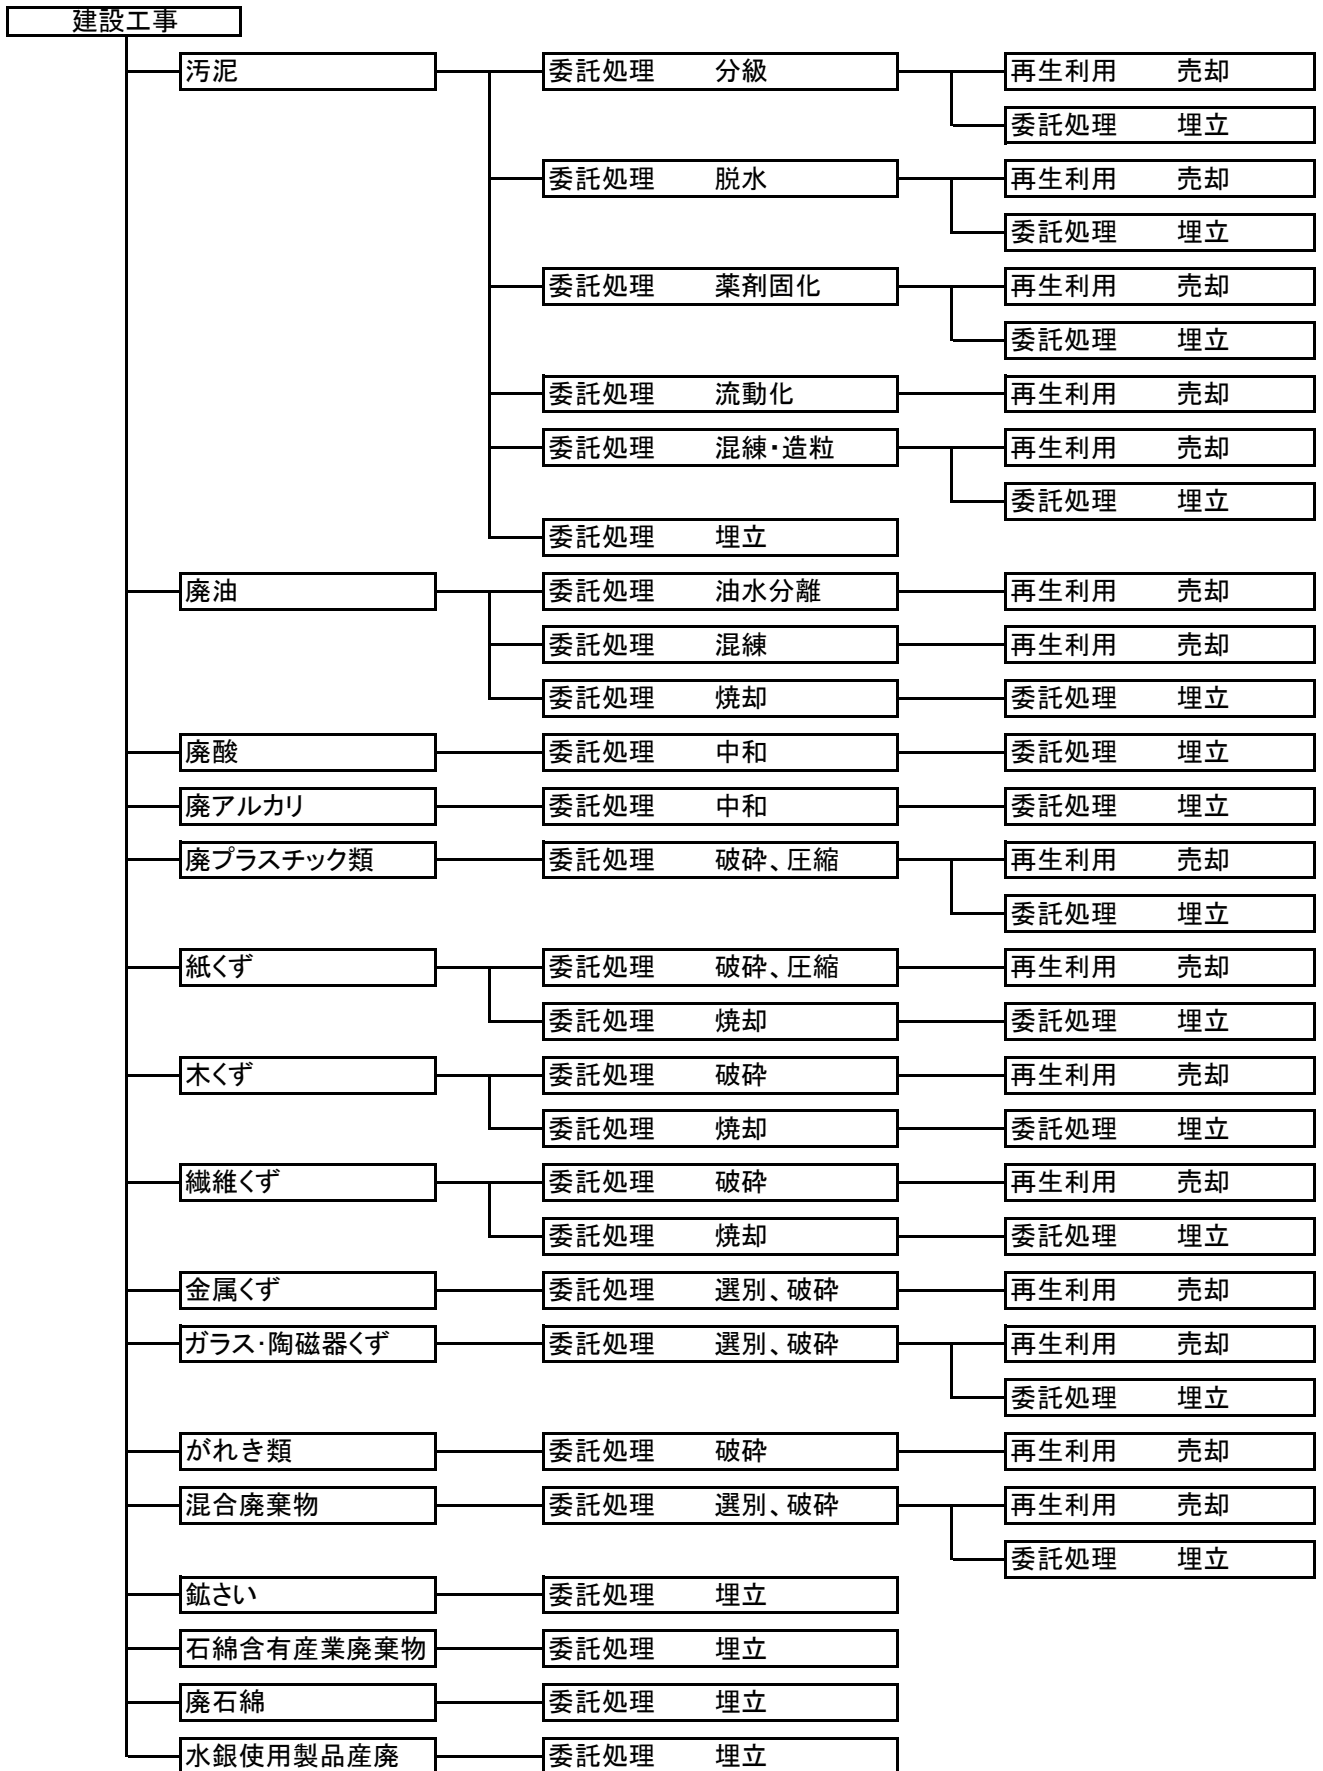 建設工事
汚泥 委託処理 分級 再生利用 売却
委託処理 埋立
委託処理 脱水 再生利用 売却
委託処理 埋立
委託処理 薬剤固化 再生利用 売却
委託処理 埋立
委託処理 流動化 再生利用 売却
委託処理 混練・造粒 再生利用 売却
委託処理 埋立
委託処理 埋立
廃油 委託処理 油水分離 再生利用 売却
委託処理 混練 再生利用 売却
委託処理 焼却 委託処理 埋立
廃酸 委託処理 中和 委託処理 埋立
廃アルカリ 委託処理 中和 委託処理 埋立
廃プラスチック類 委託処理 破砕、圧縮 再生利用 売却
委託処理 埋立
紙くず 委託処理 破砕、圧縮 再生利用 売却
委託処理 焼却 委託処理 埋立
木くず 委託処理 破砕 再生利用 売却
委託処理 焼却 委託処理 埋立
繊維くず 委託処理 破砕 再生利用 売却
委託処理 焼却 委託処理 埋立
金属くず 委託処理 選別、破砕 再生利用 売却
ガラス・陶磁器くず 委託処理 選別、破砕 再生利用 売却
委託処理 埋立
がれき類 委託処理 破砕 再生利用 売却
混合廃棄物 委託処理 選別、破砕 再生利用 売却
委託処理 埋立
鉱さい 委託処理 埋立
石綿含有産業廃棄物 委託処理 埋立
廃石綿 委託処理 埋立
水銀使用製品産廃 委託処理 埋立